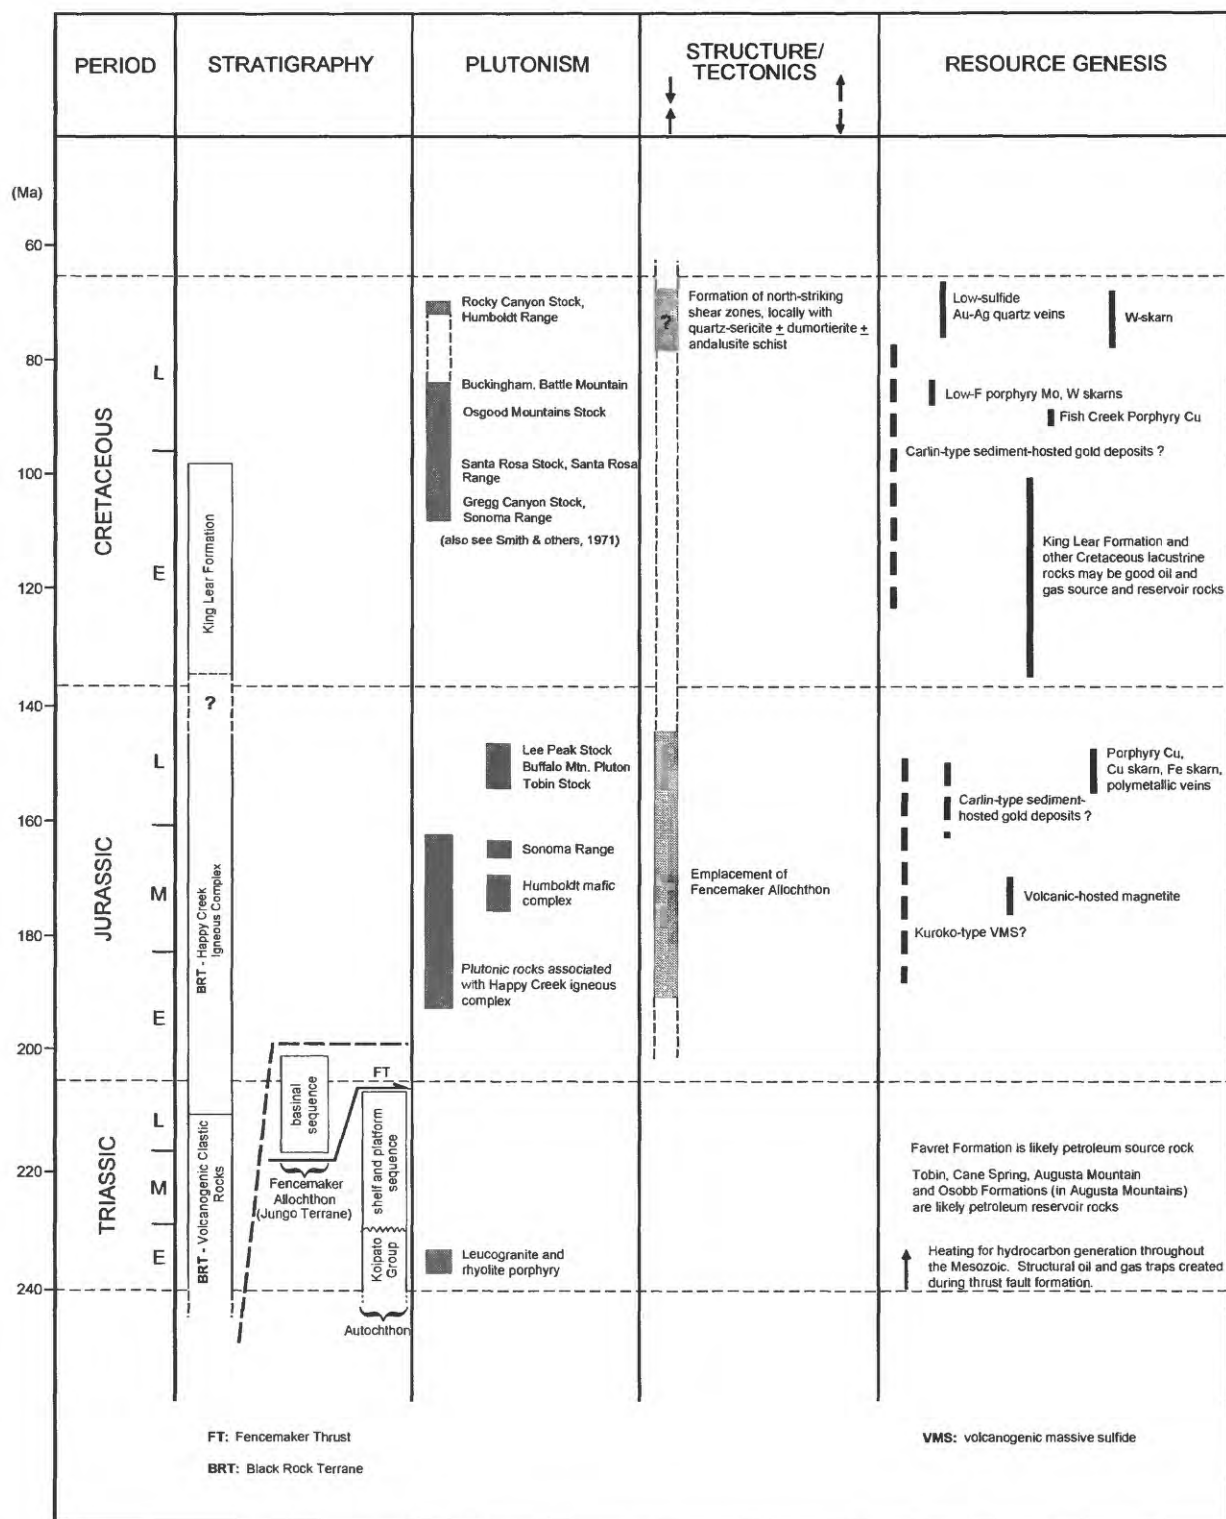 PERIOD
STRATIGRAPHY
PLUTONISM
STRUCTURE/
TECTONICS
RESOURCE GENESIS
(Ma)
60
80
100
120
140
160
180
200
220
240
CRETACEOUS
L
E
JURASSIC
L
M
E
TRIASSIC
L
M
E
King Lear Formation
?
BRT - Happy Creek
Igneous Complex
BRT - Volcanogenic Clastic
Rocks
basinal
sequence
Fencemaker
Allochthon
(Jungo Terrane)
FT
shelf and platform
sequence
Koipato
Group
Autochthon
Rocky Canyon Stock,
Humboldt Range
Buckingham, Battle Mountain
Osgood Mountains Stock
Santa Rosa Stock, Santa Rosa
Range
Gregg Canyon Stock,
Sonoma Range
(also see Smith & others, 1971)
Lee Peak Stock
Buffalo Mtn. Pluton
Tobin Stock
Sonoma Range
Humboldt mafic
complex
Plutonic rocks associated
with Happy Creek igneous
complex
Leucogranite and
rhyolite porphyry
?
Formation of north-striking
shear zones, locally with
quartz-sericite ± dumortierite ±
andalusite schist
Emplacement of
Fencemaker Allochthon
Low-sulfide
Au-Ag quartz veins
W-skarn
Low-F porphyry Mo, W skarns
Fish Creek Porphyry Cu
Carlin-type sediment-hosted gold deposits ?
King Lear Formation and
other Cretaceous lacustrine
rocks may be good oil and
gas source and reservoir rocks
Porphyry Cu,
Cu skarn, Fe skarn,
polymetallic veins
Carlin-type sediment-
hosted gold deposits ?
Volcanic-hosted magnetite
Kuroko-type VMS?
Favret Formation is likely petroleum source rock
Tobin, Cane Spring, Augusta Mountain
and Osobb Formations (in Augusta Mountains)
are likely petroleum reservoir rocks
Heating for hydrocarbon generation throughout
the Mesozoic. Structural oil and gas traps created
during thrust fault formation.
FT: Fencemaker Thrust
BRT: Black Rock Terrane
VMS: volcanogenic massive sulfide